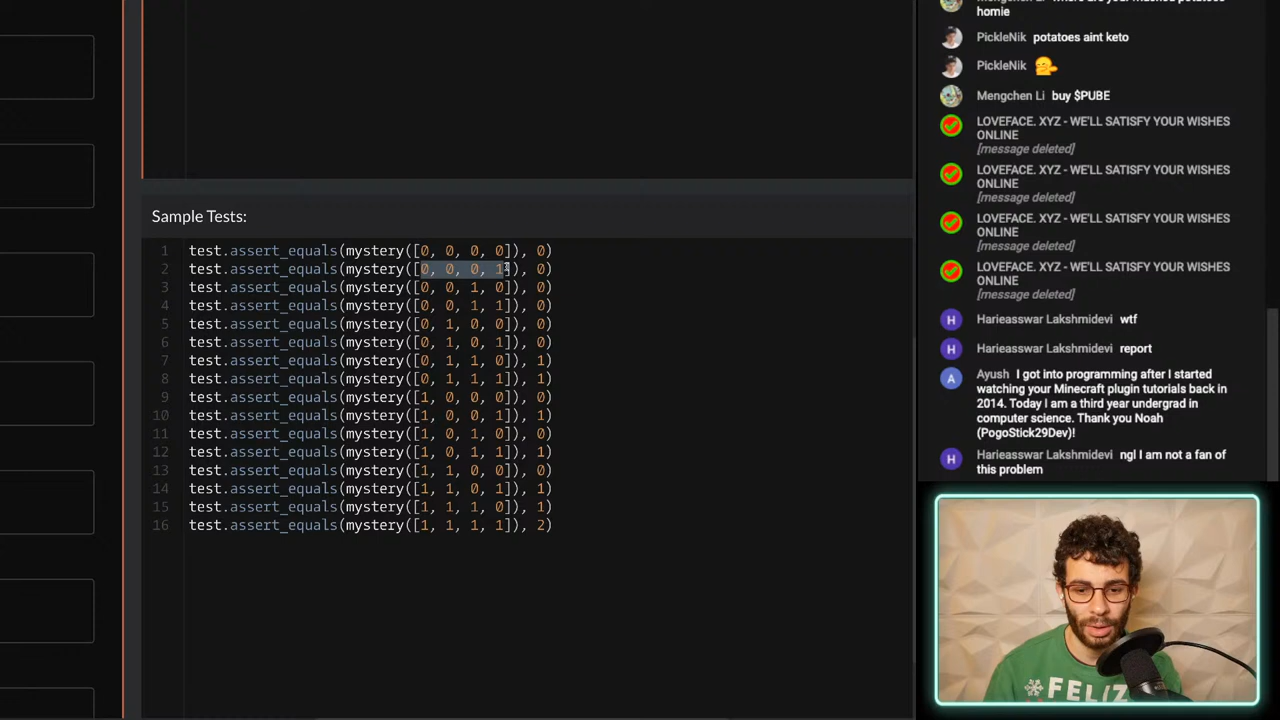 Sample Tests:
1 test.assert_equals(mystery([0, 0, 0, 0]), 0)
2 test.assert_equals(mystery([0, 0, 0, 1]), 0)
3 test.assert_equals(mystery([0, 0, 1, 0]), 0)
4 test.assert_equals(mystery([0, 0, 1, 1]), 0)
5 test.assert_equals(mystery([0, 1, 0, 0]), 0)
6 test.assert_equals(mystery([0, 1, 0, 1]), 0)
7 test.assert_equals(mystery([0, 1, 1, 0]), 1)
8 test.assert_equals(mystery([0, 1, 1, 1]), 1)
9 test.assert_equals(mystery([1, 0, 0, 0]), 0)
10 test.assert_equals(mystery([1, 0, 0, 1]), 1)
11 test.assert_equals(mystery([1, 0, 1, 0]), 0)
12 test.assert_equals(mystery([1, 0, 1, 1]), 1)
13 test.assert_equals(mystery([1, 1, 0, 0]), 0)
14 test.assert_equals(mystery([1, 1, 0, 1]), 1)
15 test.assert_equals(mystery([1, 1, 1, 0]), 1)
16 test.assert_equals(mystery([1, 1, 1, 1]), 2)
homie
PickleNik potatoes aint keto
PickleNik
Mengchen Li buy $PUBE
LOVEFACE. XYZ - WE'LL SATISFY YOUR WISHES
ONLINE
[message deleted]
LOVEFACE. XYZ - WE'LL SATISFY YOUR WISHES
ONLINE
[message deleted]
LOVEFACE. XYZ - WE'LL SATISFY YOUR WISHES
ONLINE
[message deleted]
LOVEFACE. XYZ - WE'LL SATISFY YOUR WISHES
ONLINE
[message deleted]
H Harieasswar Lakshmidevi wtf
H Harieasswar Lakshmidevi report
A Ayush I got into programming after I started
watching your Minecraft plugin tutorials back in
2014. Today I am a third year undergrad in
computer science. Thank you Noah
(PogoStick29Dev)!
H Harieasswar Lakshmidevi ngl I am not a fan of
this problem
FELIZ